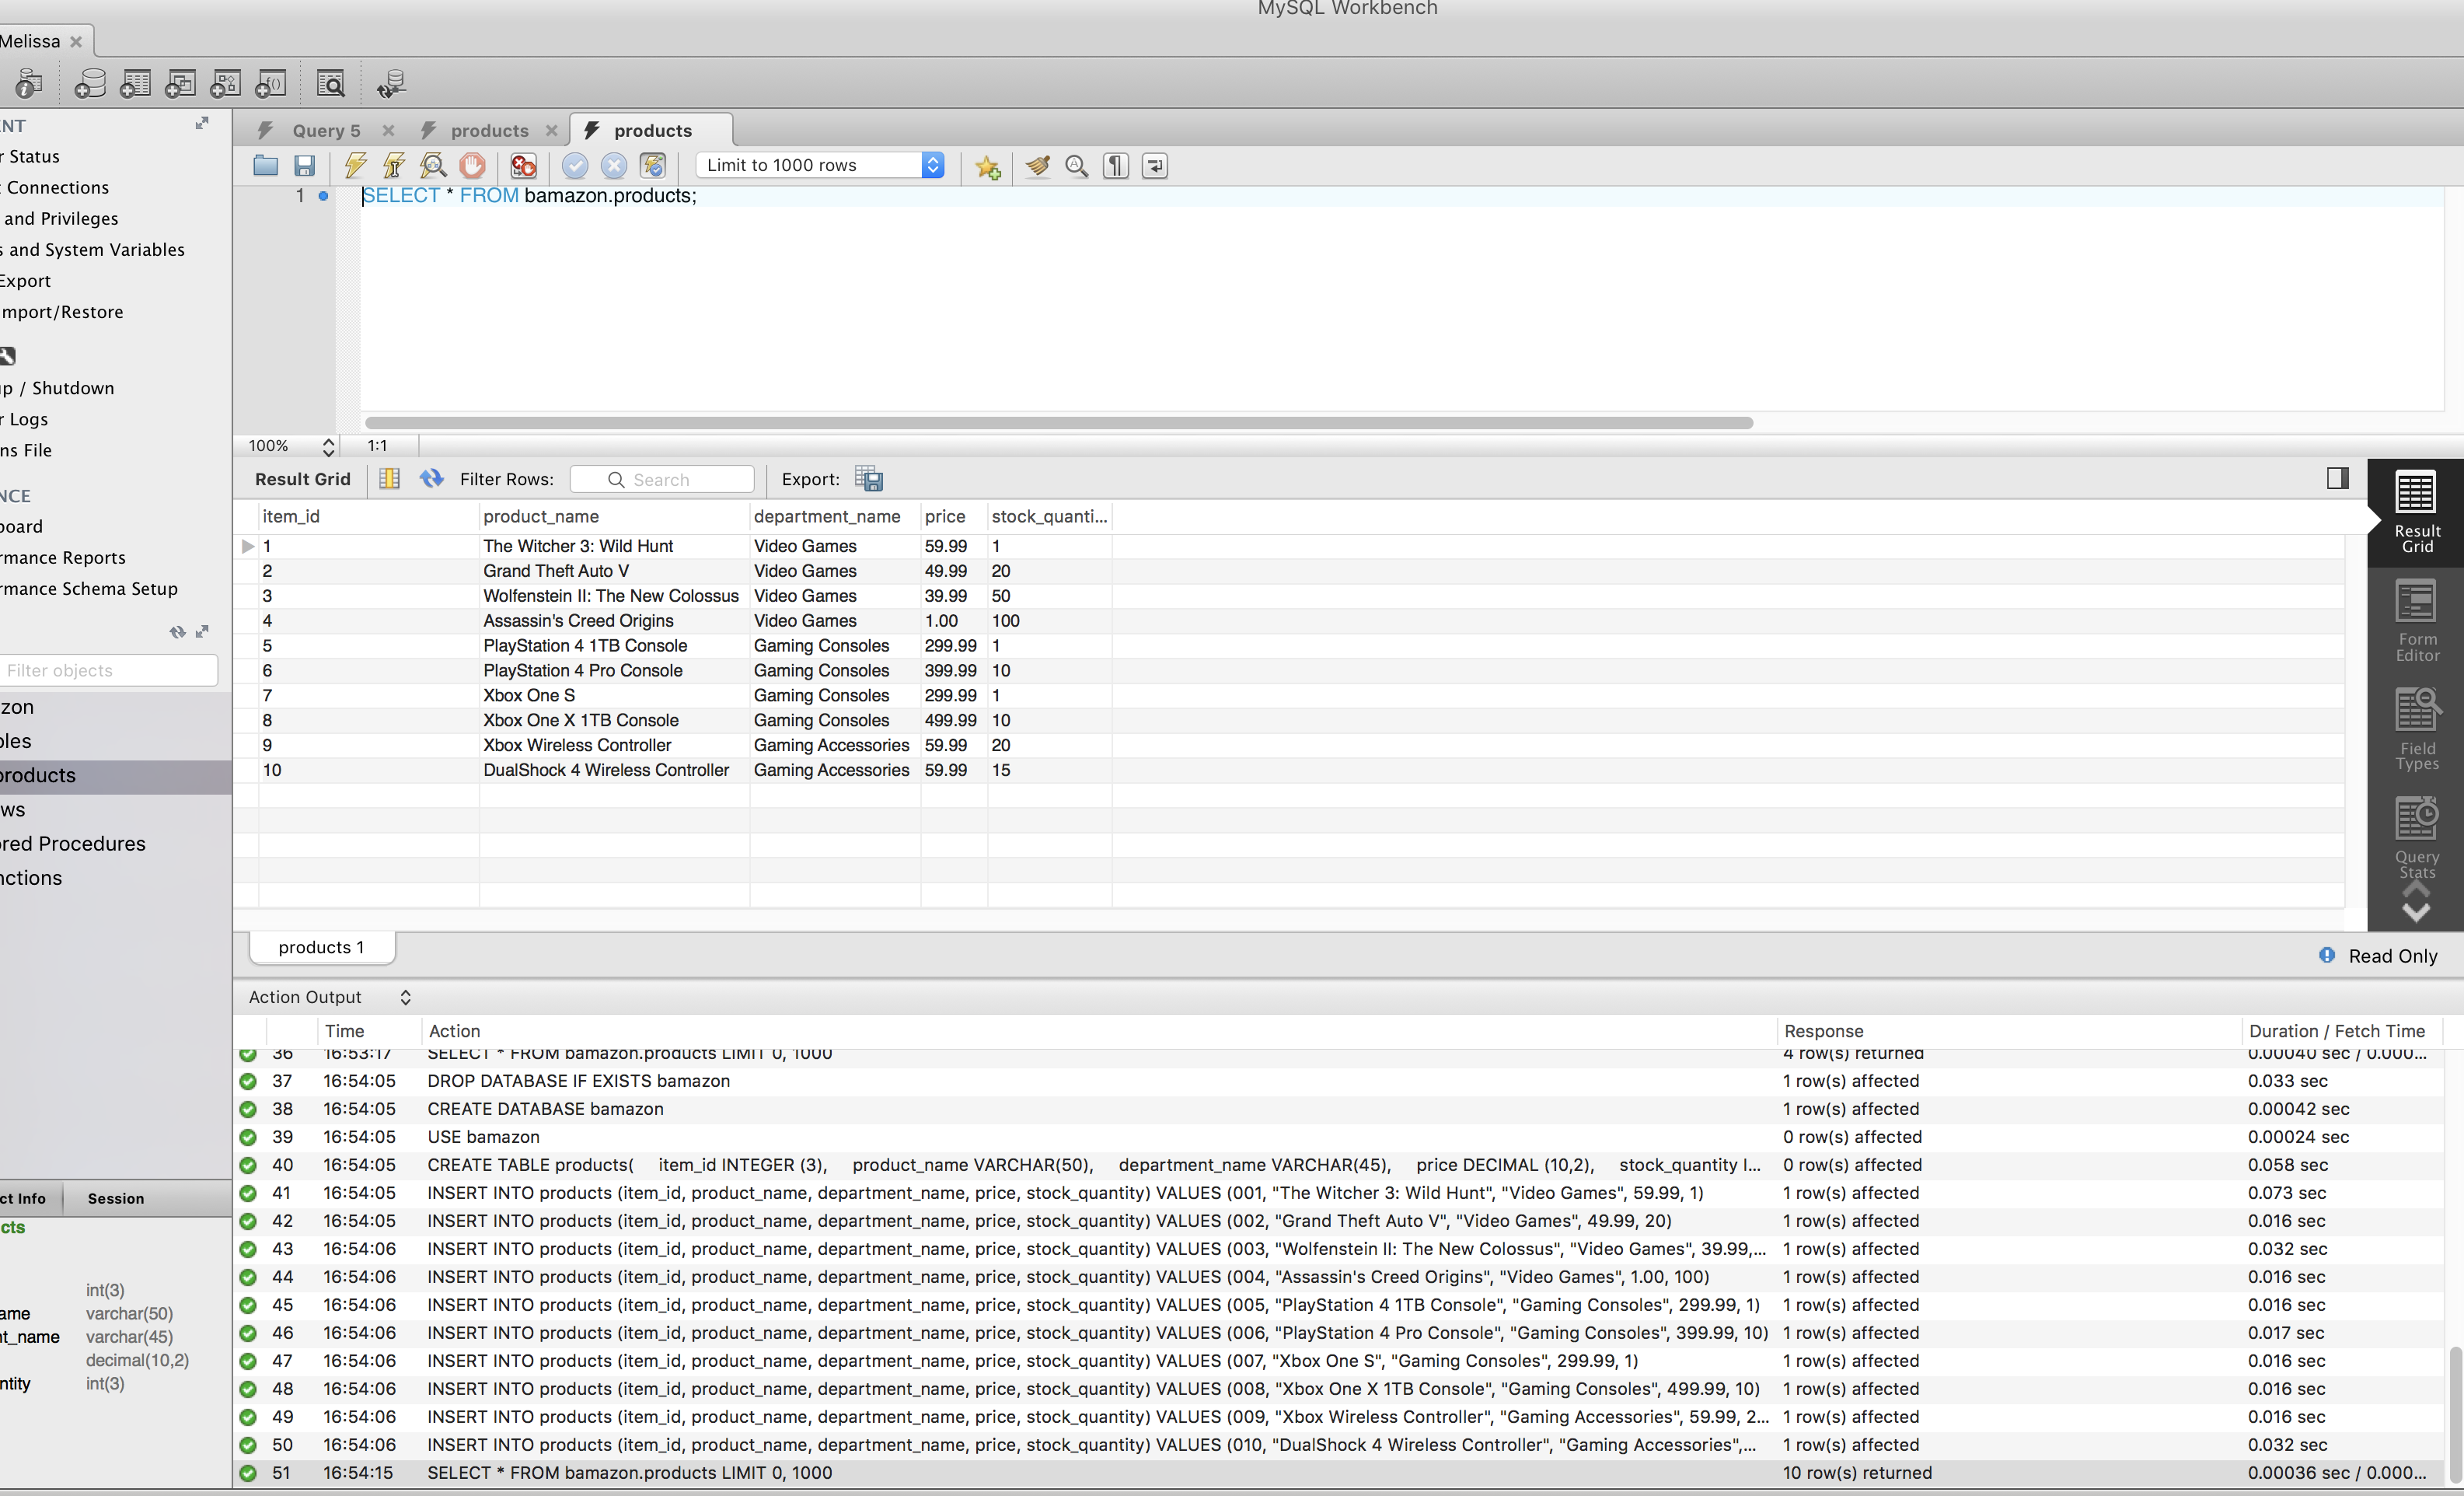 MySQL Workbench
Melissa
ENT
r Status
t Connections
and Privileges
s and System Variables
Export
mport/Restore
up / Shutdown
r Logs
ns File
NCE
board
rmance Reports
rmance Schema Setup
Filter objects
zon
bles
products
ws
ored Procedures
nctions
ct Info Session
cts
int(3)
ame varchar(50)
nt_name varchar(45)
decimal(10,2)
ntity int(3)
Query 5 products products
Limit to 1000 rows
1 SELECT * FROM bamazon.products;
100% 1:1
Result Grid Filter Rows: Search Export:
item_id product_name department_name price stock_quanti...
1 The Witcher 3: Wild Hunt Video Games 59.99 1
2 Grand Theft Auto V Video Games 49.99 20
3 Wolfenstein II: The New Colossus Video Games 39.99 50
4 Assassin's Creed Origins Video Games 1.00 100
5 PlayStation 4 1TB Console Gaming Consoles 299.99 1
6 PlayStation 4 Pro Console Gaming Consoles 399.99 10
7 Xbox One S Gaming Consoles 299.99 1
8 Xbox One X 1TB Console Gaming Consoles 499.99 10
9 Xbox Wireless Controller Gaming Accessories 59.99 20
10 DualShock 4 Wireless Controller Gaming Accessories 59.99 15
Result
Grid
Form
Editor
Field
Types
Query
Stats
products 1 Read Only
Action Output
Time Action Response Duration / Fetch Time
36 16:53:17 SELECT * FROM bamazon.products LIMIT 0, 1000 4 row(s) returned 0.00040 sec / 0.000...
37 16:54:05 DROP DATABASE IF EXISTS bamazon 1 row(s) affected 0.033 sec
38 16:54:05 CREATE DATABASE bamazon 1 row(s) affected 0.00042 sec
39 16:54:05 USE bamazon 0 row(s) affected 0.00024 sec
40 16:54:05 CREATE TABLE products( item_id INTEGER (3), product_name VARCHAR(50), department_name VARCHAR(45), price DECIMAL (10,2), stock_quantity I... 0 row(s) affected 0.058 sec
41 16:54:05 INSERT INTO products (item_id, product_name, department_name, price, stock_quantity) VALUES (001, "The Witcher 3: Wild Hunt", "Video Games", 59.99, 1) 1 row(s) affected 0.073 sec
42 16:54:05 INSERT INTO products (item_id, product_name, department_name, price, stock_quantity) VALUES (002, "Grand Theft Auto V", "Video Games", 49.99, 20) 1 row(s) affected 0.016 sec
43 16:54:06 INSERT INTO products (item_id, product_name, department_name, price, stock_quantity) VALUES (003, "Wolfenstein II: The New Colossus", "Video Games", 39.99,... 1 row(s) affected 0.032 sec
44 16:54:06 INSERT INTO products (item_id, product_name, department_name, price, stock_quantity) VALUES (004, "Assassin's Creed Origins", "Video Games", 1.00, 100) 1 row(s) affected 0.016 sec
45 16:54:06 INSERT INTO products (item_id, product_name, department_name, price, stock_quantity) VALUES (005, "PlayStation 4 1TB Console", "Gaming Consoles", 299.99, 1) 1 row(s) affected 0.016 sec
46 16:54:06 INSERT INTO products (item_id, product_name, department_name, price, stock_quantity) VALUES (006, "PlayStation 4 Pro Console", "Gaming Consoles", 399.99, 10) 1 row(s) affected 0.017 sec
47 16:54:06 INSERT INTO products (item_id, product_name, department_name, price, stock_quantity) VALUES (007, "Xbox One S", "Gaming Consoles", 299.99, 1) 1 row(s) affected 0.016 sec
48 16:54:06 INSERT INTO products (item_id, product_name, department_name, price, stock_quantity) VALUES (008, "Xbox One X 1TB Console", "Gaming Consoles", 499.99, 10) 1 row(s) affected 0.016 sec
49 16:54:06 INSERT INTO products (item_id, product_name, department_name, price, stock_quantity) VALUES (009, "Xbox Wireless Controller", "Gaming Accessories", 59.99, 2... 1 row(s) affected 0.016 sec
50 16:54:06 INSERT INTO products (item_id, product_name, department_name, price, stock_quantity) VALUES (010, "DualShock 4 Wireless Controller", "Gaming Accessories",... 1 row(s) affected 0.032 sec
51 16:54:15 SELECT * FROM bamazon.products LIMIT 0, 1000 10 row(s) returned 0.00036 sec / 0.000...